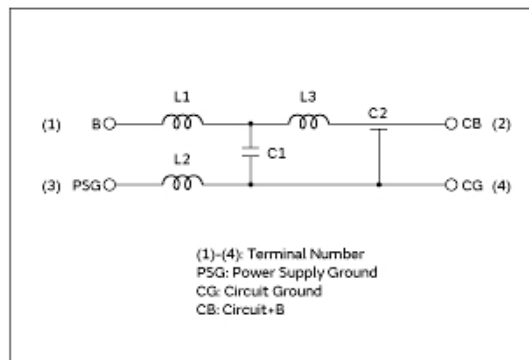 L1
L3
C2
(1) B
CB (2)
C1
L2
(3) PSG
CG (4)
(1)-(4): Terminal Number
PSG: Power Supply Ground
CG: Circuit Ground
CB: Circuit+B